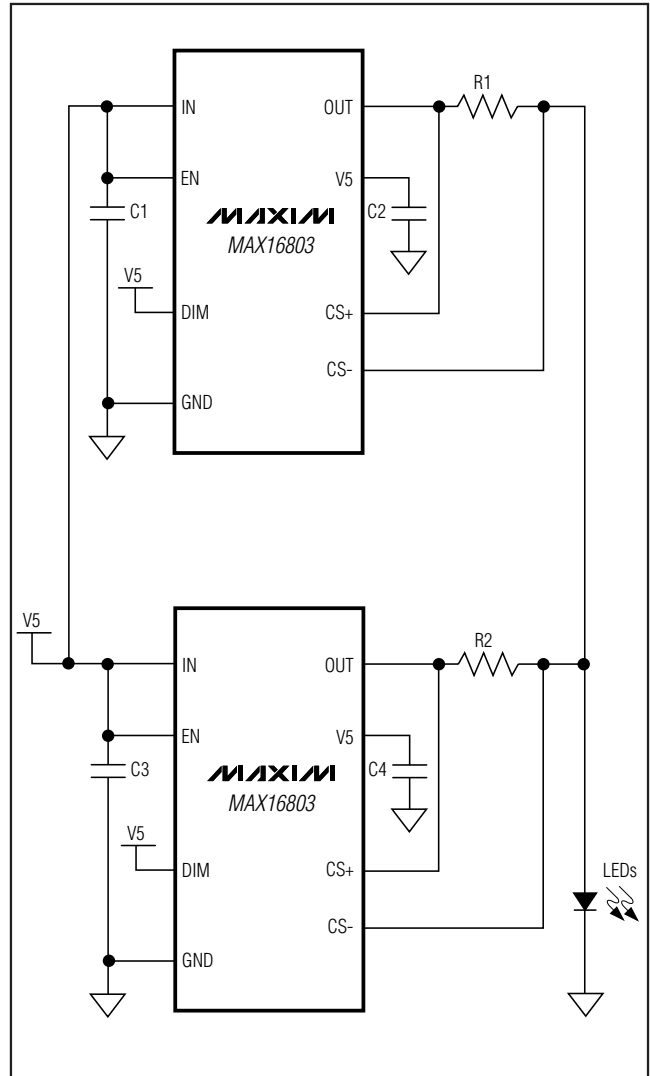 R1
IN
OUT
EN
V5
C1
C2
MAXIM
MAX16803
V5
DIM
CS+
CS-
GND
V5
R2
IN
OUT
EN
V5
C3
C4
MAXIM
MAX16803
V5
DIM
CS+
LEDs
CS-
GND